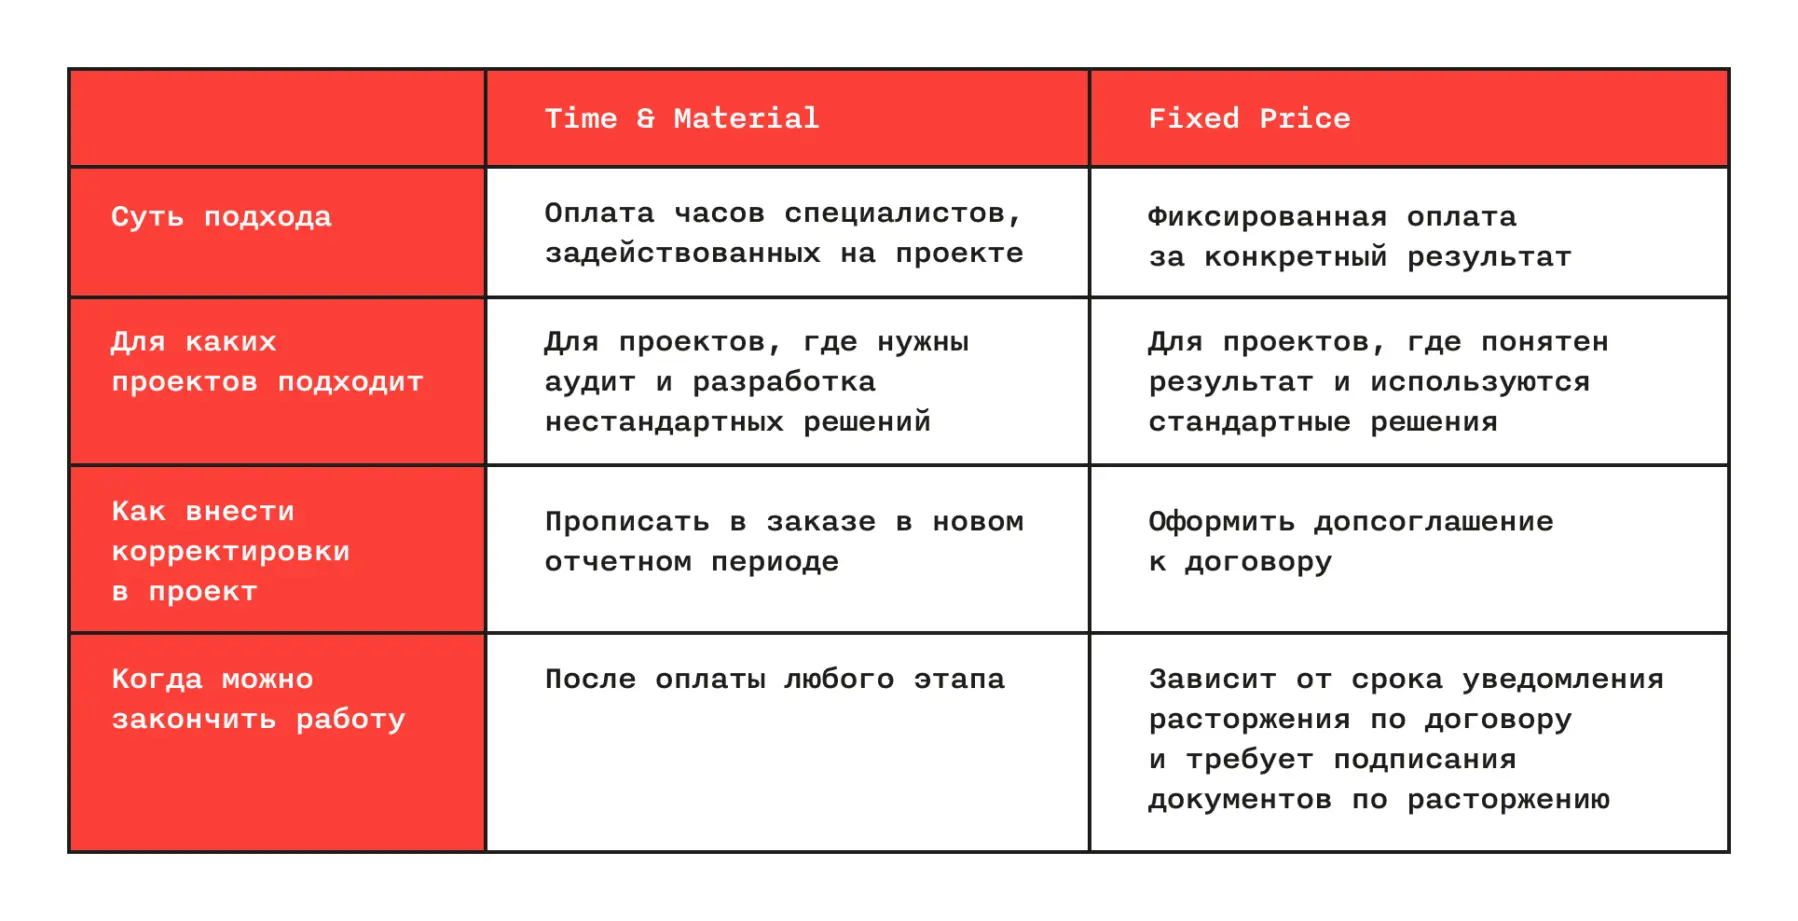 Time & Material
Fixed Price
Суть подхода
Оплата часов специалистов,
задействованных на проекте
Фиксированная оплата
за конкретный результат
Для каких
проектов подходит
Для проектов, где нужны
аудит и разработка
нестандартных решений
Для проектов, где понятен
результат и используются
стандартные решения
Как внести
корректировки
в проект
Прописать в заказе в новом
отчетном периоде
Оформить допсоглашение
к договору
Когда можно
закончить работу
После оплаты любого этапа
Зависит от срока уведомления
расторжения по договору
и требует подписания
документов по расторжению